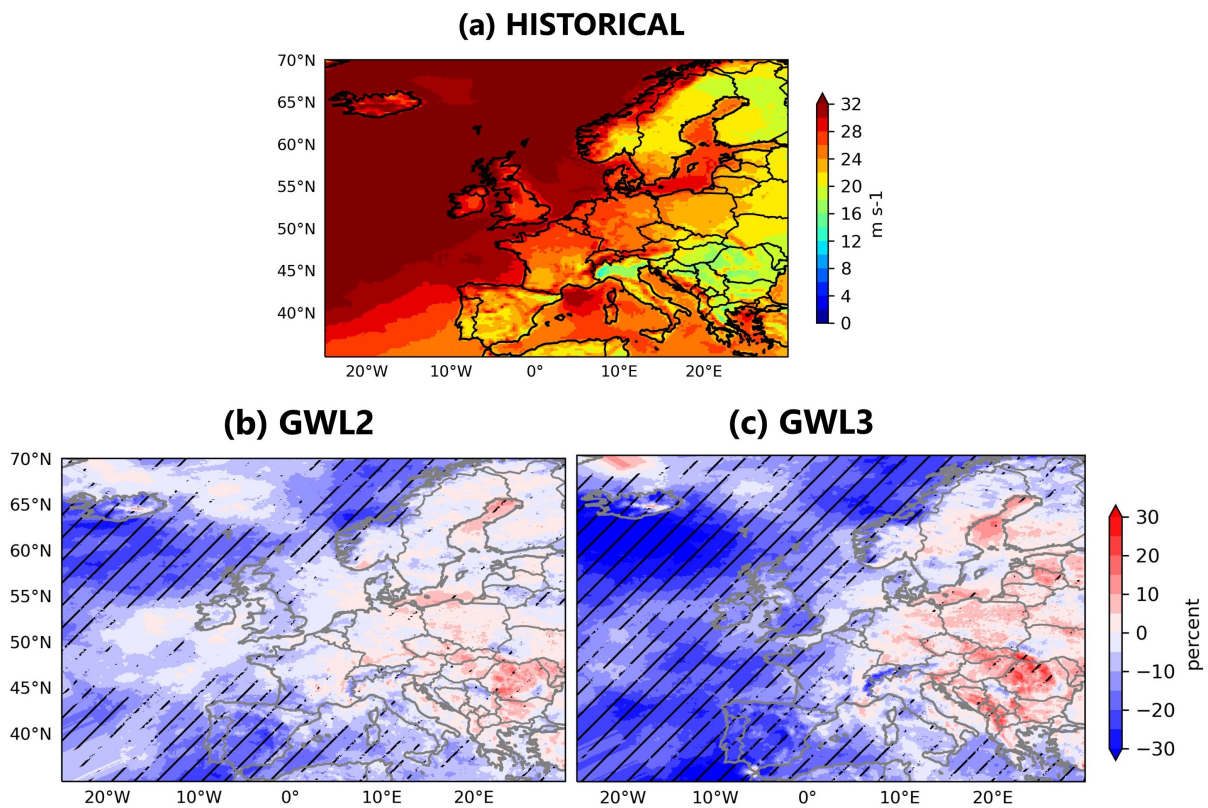 (a) HISTORICAL
70°N
65°N
60°N
55°N
50°N
45°N
40°N
20°W 10°W 0° 10°E 20°E
32
28
24
20
16
12
8
4
0
m s-1
(b) GWL2
70°N
65°N
60°N
55°N
50°N
45°N
40°N
20°W 10°W 0° 10°E 20°E
(c) GWL3
20°W 10°W 0° 10°E 20°E
30
20
10
0
−10
−20
−30
percent